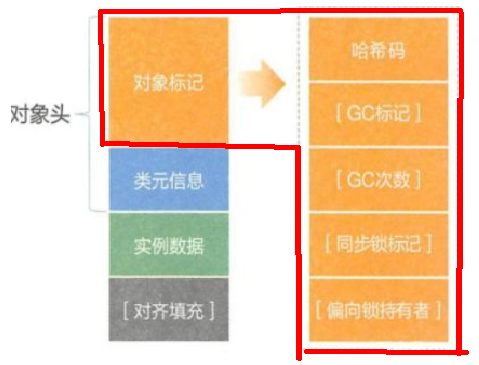 对象头
对象标记
类元信息
实例数据
[ 对齐填充 ]
哈希码
[ GC标记 ]
[ GC次数 ]
[ 同步锁标记 ]
[ 偏向锁持有者 ]